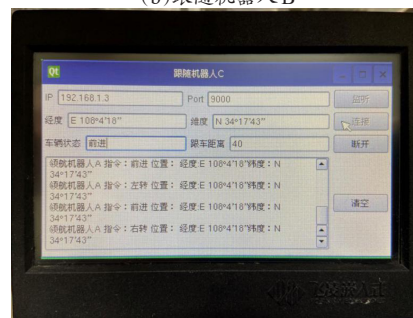 (b)跟随机器人B
Qt 跟随机器人C
IP 192.168.1.3 Port 9000 监听
经度 E 108°4'18" 维度 N 34°17'43" 连接
车辆状态 前进 跟车距离 40 断开
领航机器人A 指令：前进 位置： 经度:E 108°4'18"纬度：N
34°17'43"
领航机器人A 指令：左转 位置： 经度:E 108°4'18"纬度：N
34°17'43"
领航机器人A 指令：前进 位置： 经度:E 108°4'18"纬度：N
34°17'43"
领航机器人A 指令：右转 位置： 经度:E 108°4'18"纬度：N
34°17'43"
清空